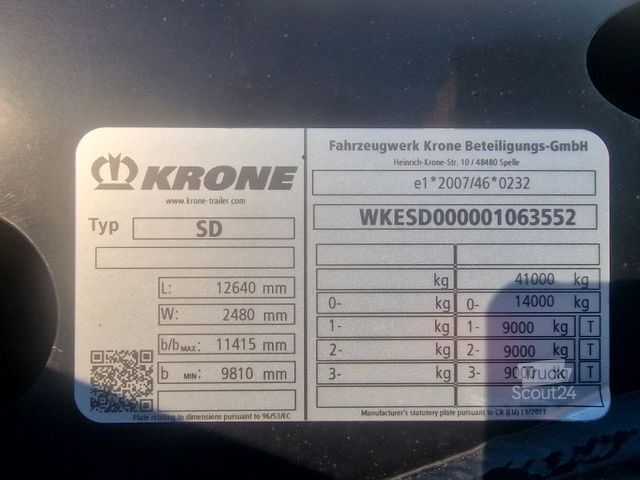 KRONE
www.krone-trailer.com
Typ SD
L: 12640 mm
W: 2480 mm
b/b MAX: 11415 mm
b MIN: 9810 mm
Plate relating to dimensions pursuant to 96/53/EC
Fahrzeugwerk Krone Beteiligungs-GmbH
Heinrich-Krone-Str. 10 / 48480 Spelle
e1*2007/46*0232
WKESD000001063552
kg 41000 kg
0- kg 0- 14000 kg
1- kg 1- 9000 kg T
2- kg 2- 9000 kg T
3- kg 3- kg T
Manufacturer's statutory plate pursuant to CR (EU) 19/2011
Truck
Scout24